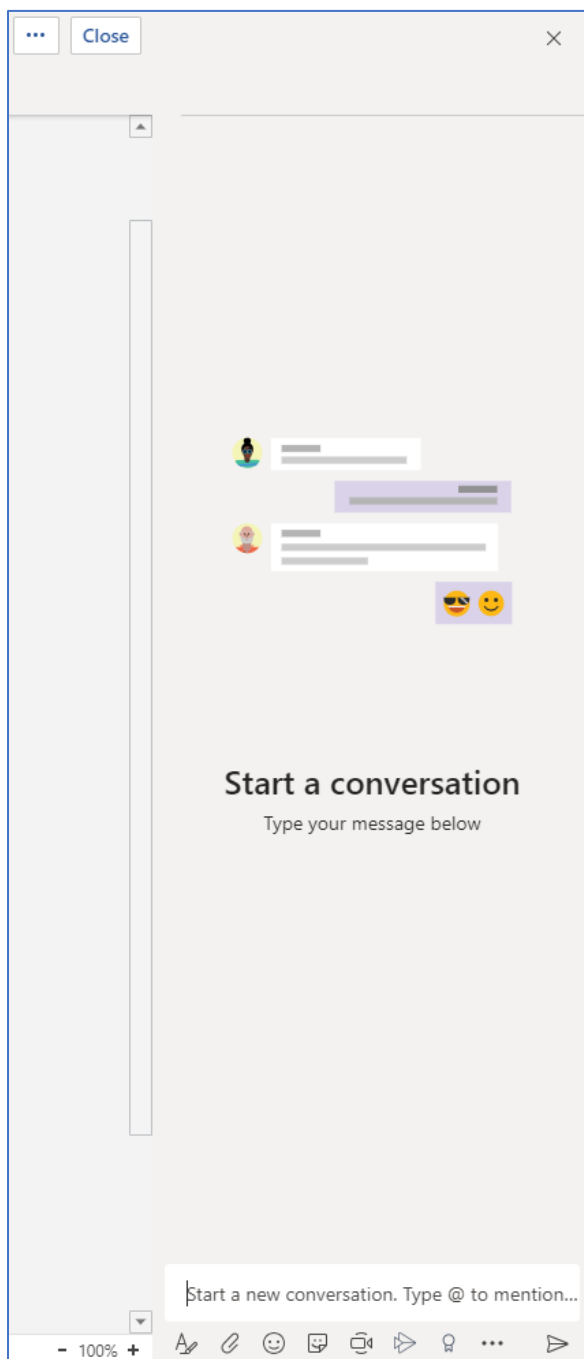 ••• Close
Start a conversation
Type your message below
Start a new conversation. Type @ to mention...
- 100% +